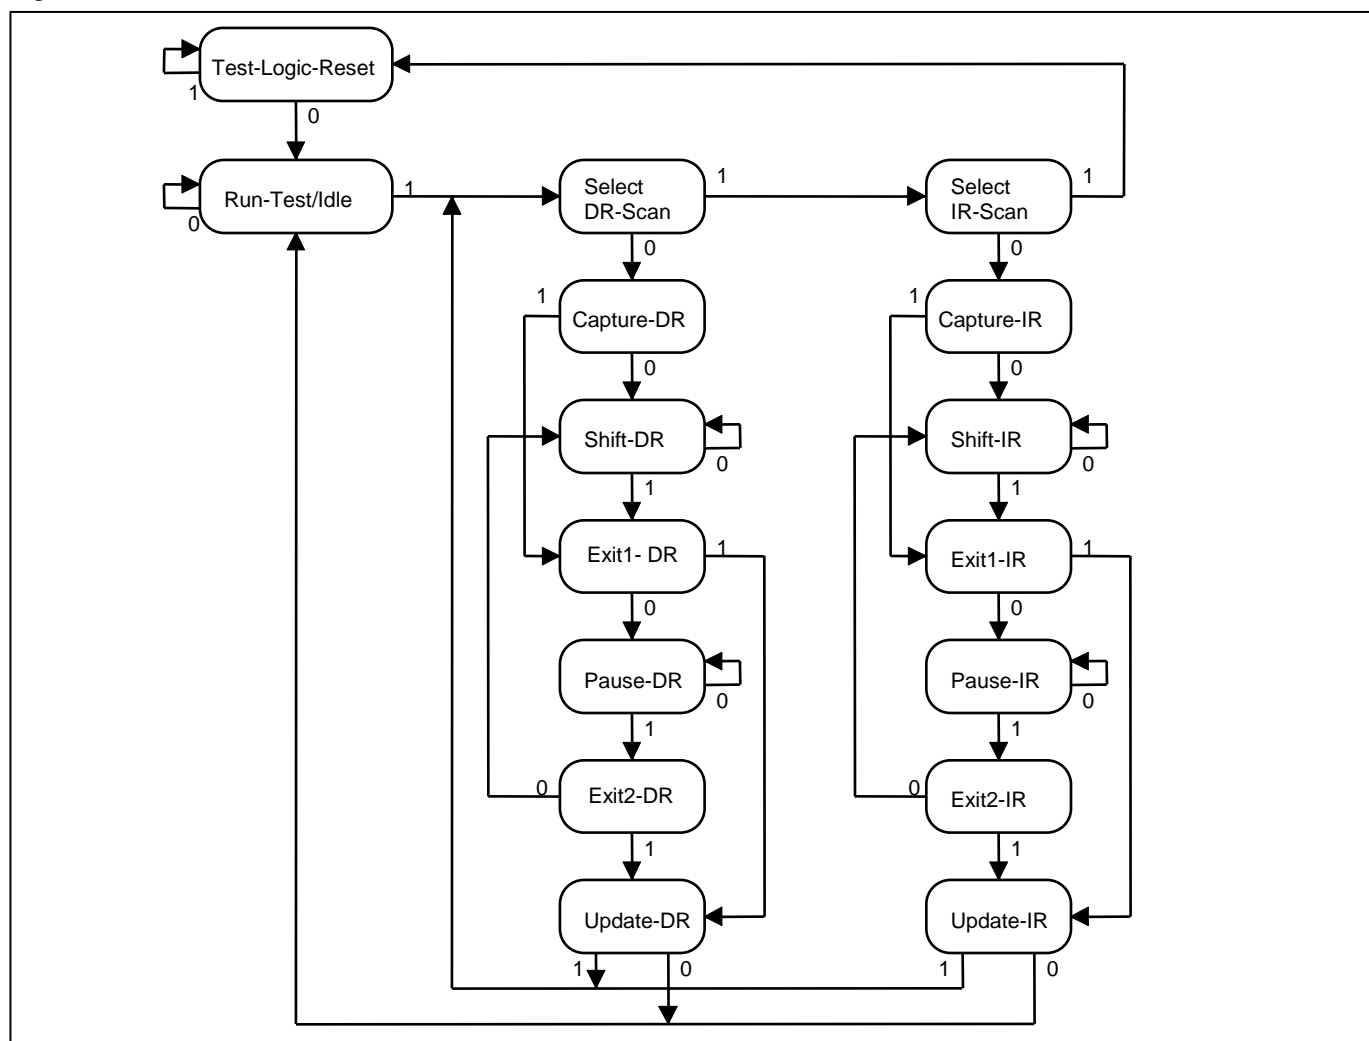 Test-Logic-Reset
1
0
Run-Test/Idle
0
1
Select
DR-Scan
1
0
Select
IR-Scan
1
0
1
Capture-DR
0
1
Capture-IR
0
Shift-DR
0
1
Shift-IR
0
1
Exit1- DR
1
0
Exit1-IR
1
0
Pause-DR
0
1
Pause-IR
0
1
0
Exit2-DR
1
0
Exit2-IR
1
Update-DR
1
0
Update-IR
1
0